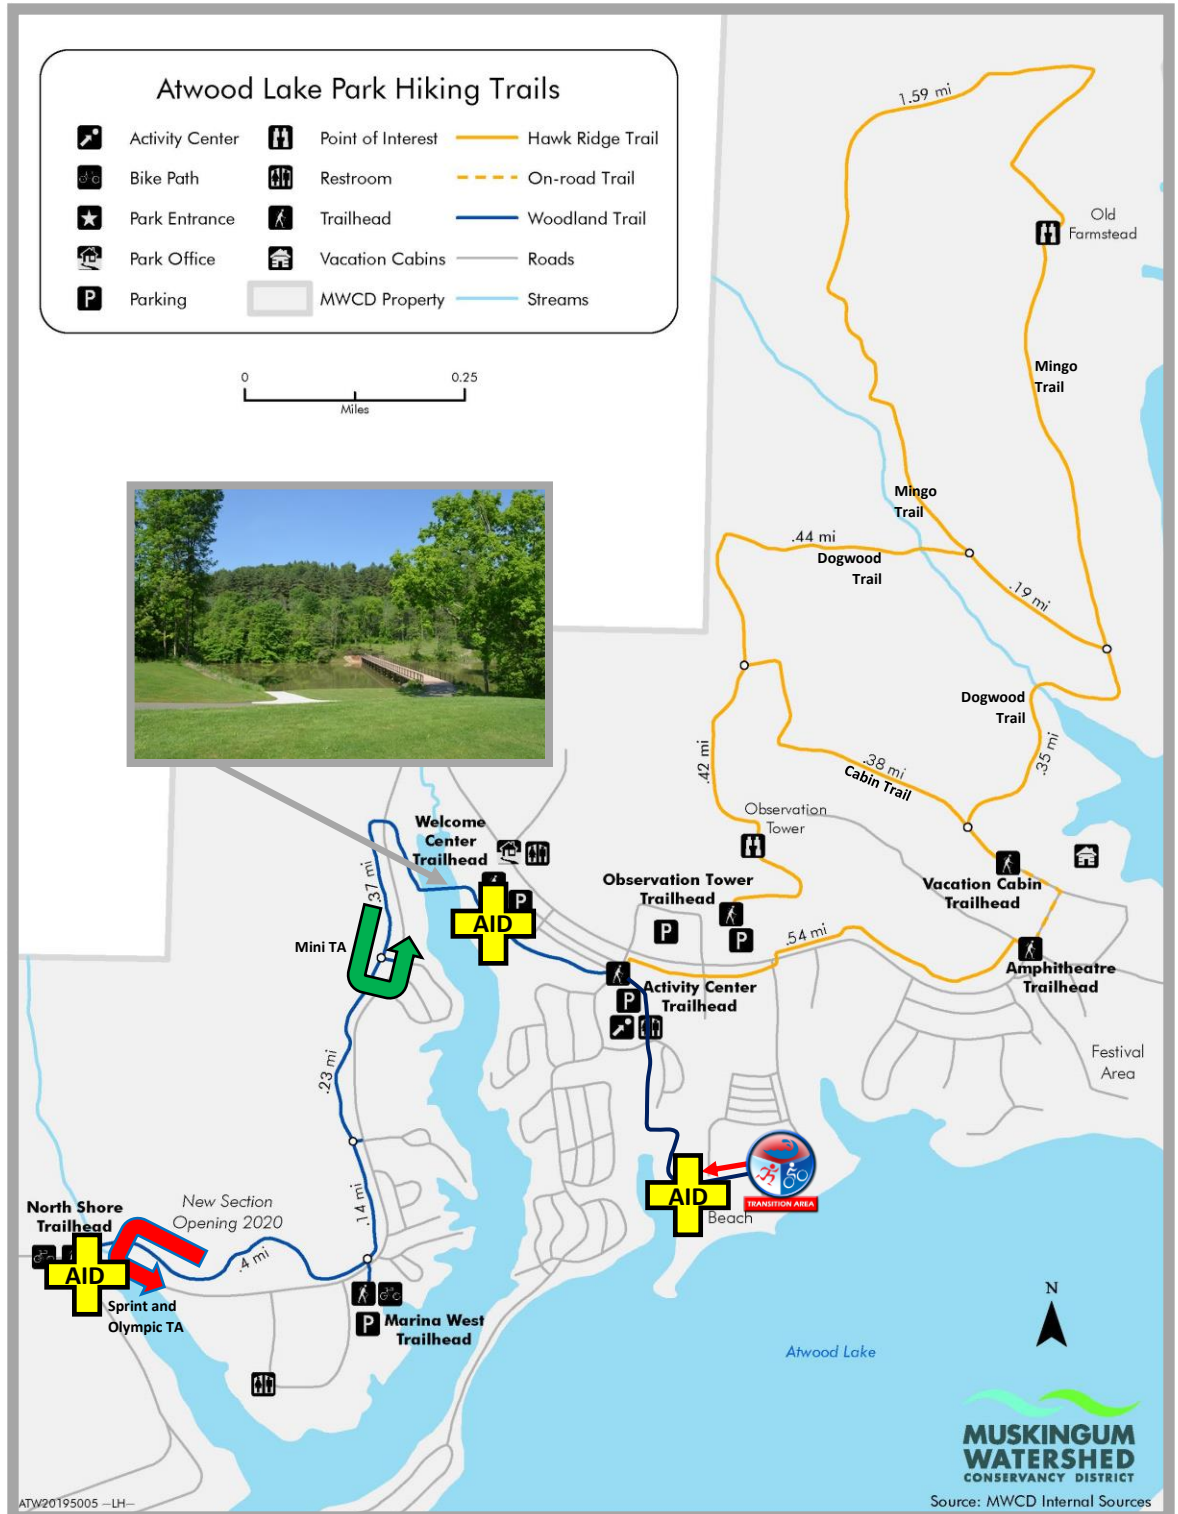 Atwood Lake Park Hiking Trails
Activity Center
Point of Interest
Hawk Ridge Trail
Bike Path
Restroom
On-road Trail
Park Entrance
Trailhead
Woodland Trail
Park Office
Vacation Cabins
Roads
P
Parking
MWCD Property
Streams
0
0.25
Miles
1.59 mi
Old
Farmstead
Mingo
Trail
Mingo
Trail
.44 mi
Dogwood
Trail
.19 mi
Dogwood
Trail
.42 mi
.38 mi
Cabin Trail
.35 mi
Observation
Tower
Welcome
Center
Trailhead
P
AID
.37 mi
Mini TA
Observation Tower
Trailhead
P
P
Vacation Cabin
Trailhead
.54 mi
Amphitheatre
Trailhead
Activity Center
Trailhead
P
Festival
Area
.23 mi
.14 mi
TRANSITION AREA
AID
Beach
North Shore
Trailhead
New Section
Opening 2020
.4 mi
AID
Sprint and
Olympic TA
P
Marina West
Trailhead
N
Atwood Lake
MUSKINGUM
WATERSHED
CONSERVANCY DISTRICT
ATW20195005 —LH—
Source: MWCD Internal Sources